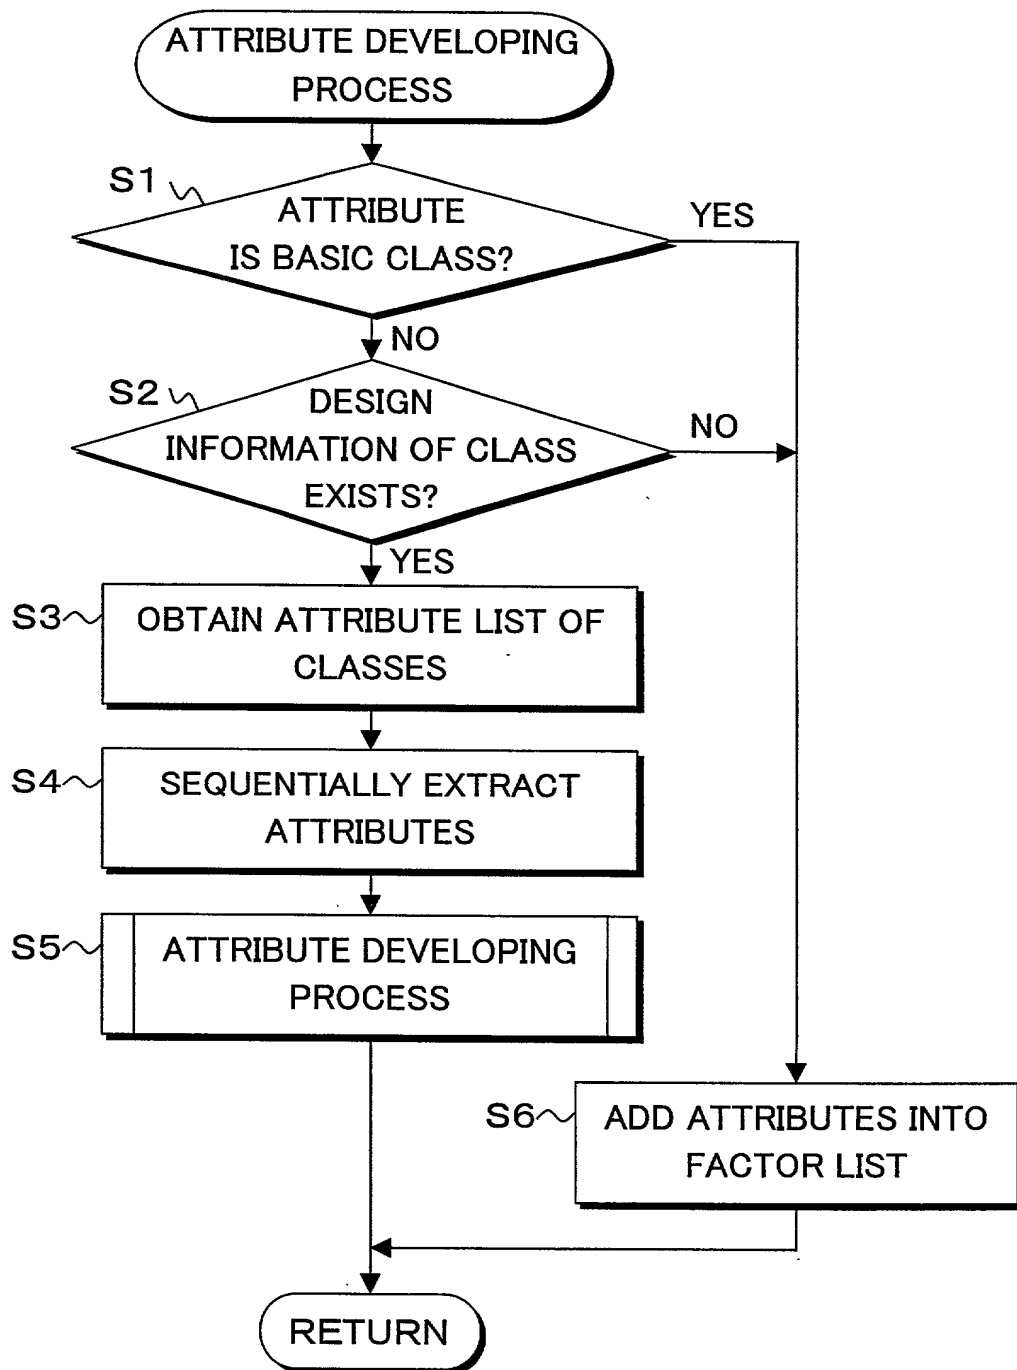 ATTRIBUTE DEVELOPING
PROCESS
S1
ATTRIBUTE
IS BASIC CLASS?
YES
NO
S2
DESIGN
INFORMATION OF CLASS
EXISTS?
NO
YES
S3
OBTAIN ATTRIBUTE LIST OF
CLASSES
S4
SEQUENTIALLY EXTRACT
ATTRIBUTES
S5
ATTRIBUTE DEVELOPING
PROCESS
S6
ADD ATTRIBUTES INTO
FACTOR LIST
RETURN